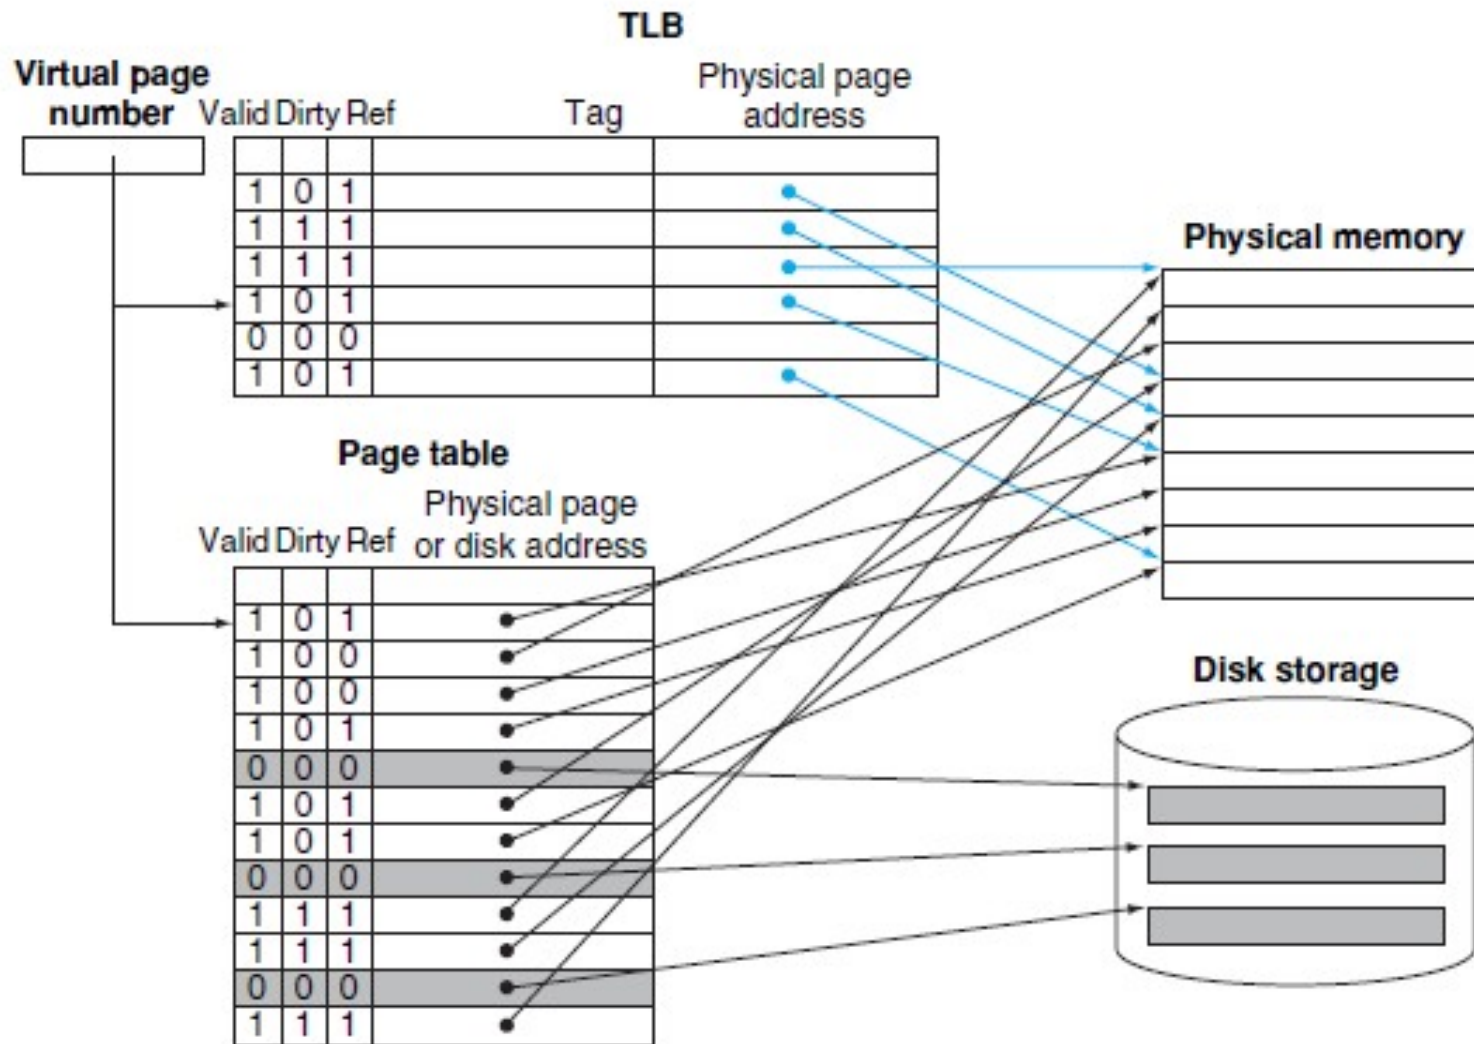 TLB
Virtual page
number
Valid Dirty Ref
Tag
Physical page
address
1 0 1
1 1 1
1 1 1
1 0 1
0 0 0
1 0 1
Physical memory
Page table
Physical page
or disk address
Valid Dirty Ref
1 0 1
1 0 0
1 0 0
1 0 1
0 0 0
1 0 1
1 0 1
0 0 0
1 1 1
1 1 1
0 0 0
1 1 1
Disk storage